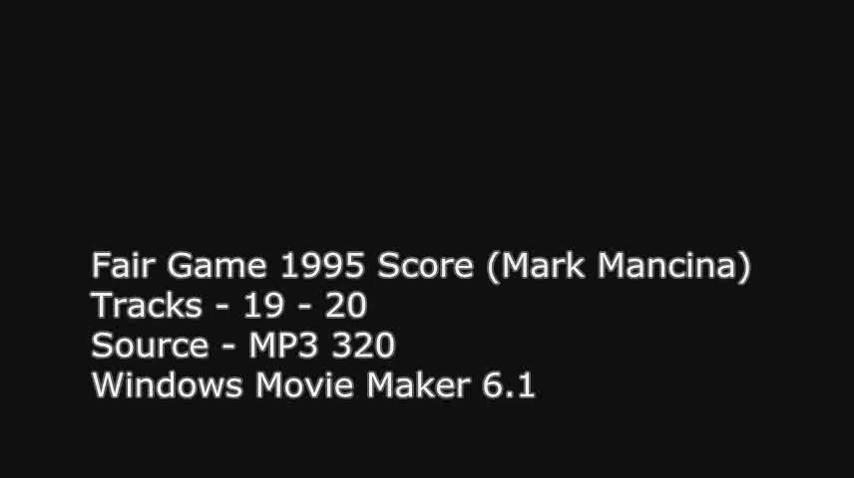 Fair Game 1995 Score (Mark Mancina)
Tracks - 19 - 20
Source - MP3 320
Windows Movie Maker 6.1